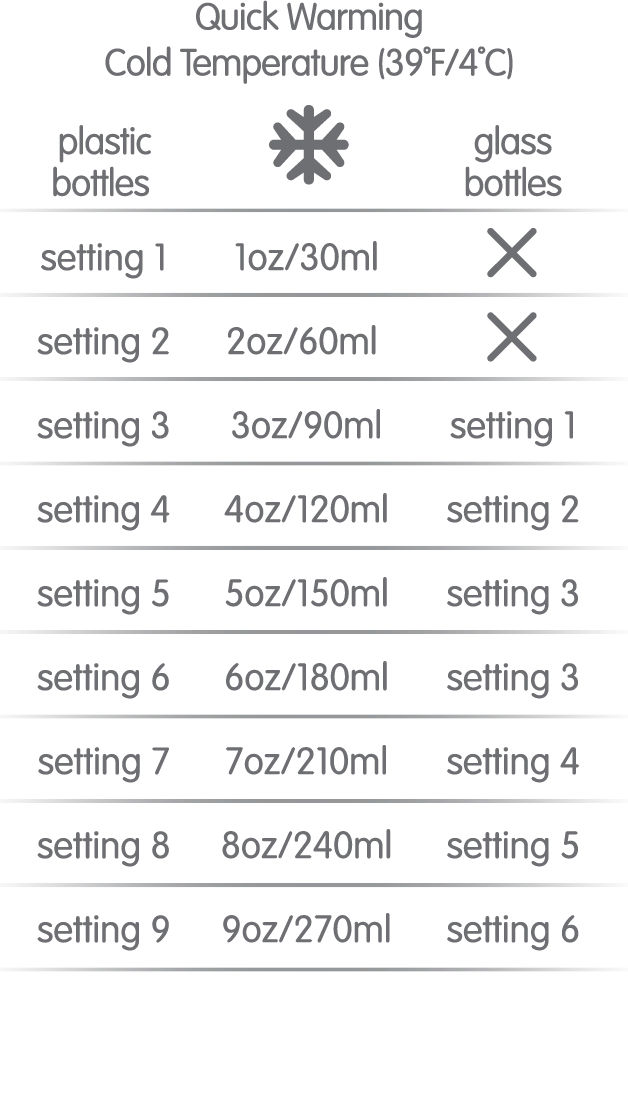 Quick Warming
Cold Temperature (39°F/4°C)
plastic bottles glass bottles
setting 1 1oz/30ml
setting 2 2oz/60ml
setting 3 3oz/90ml setting 1
setting 4 4oz/120ml setting 2
setting 5 5oz/150ml setting 3
setting 6 6oz/180ml setting 3
setting 7 7oz/210ml setting 4
setting 8 8oz/240ml setting 5
setting 9 9oz/270ml setting 6